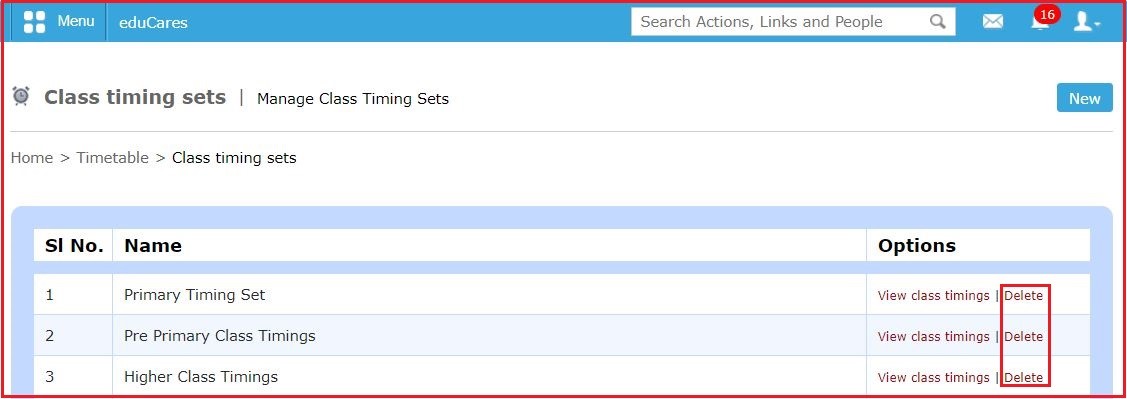 Menu eduCares Search Actions, Links and People 16
Class timing sets | Manage Class Timing Sets New
Home > Timetable > Class timing sets
Sl No. Name Options
1 Primary Timing Set View class timings | Delete
2 Pre Primary Class Timings View class timings | Delete
3 Higher Class Timings View class timings | Delete